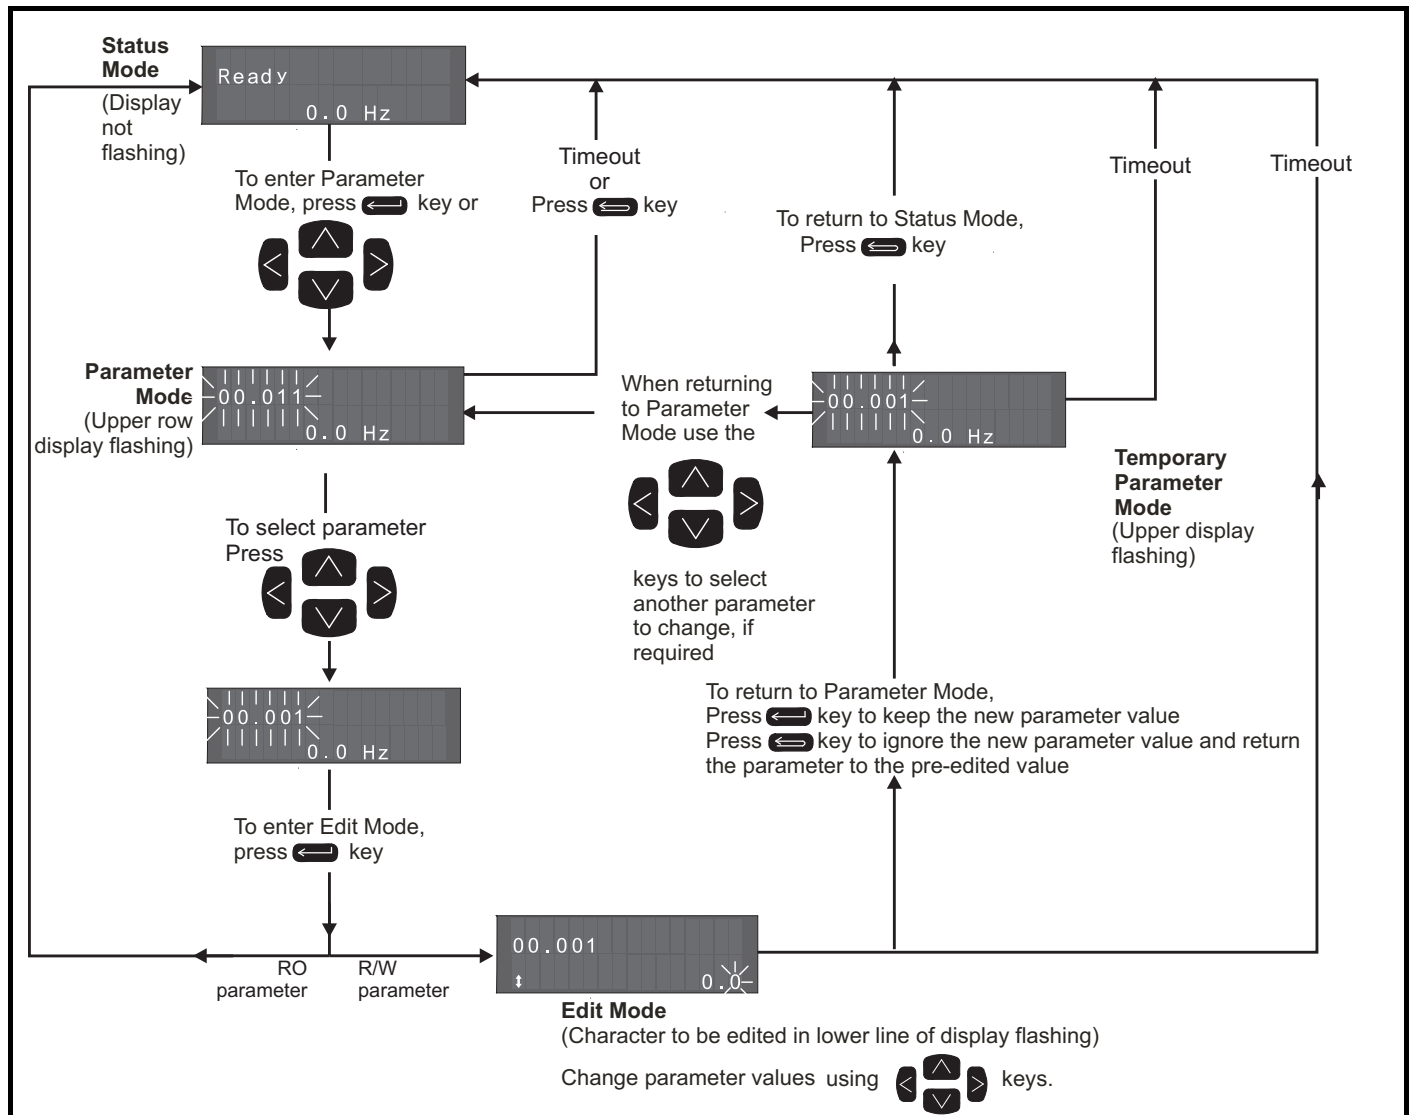 Status
Mode
(Display
not
flashing)
Ready
0.0 Hz
To enter Parameter
Mode, press key or
Timeout
or
Press key
To return to Status Mode,
Press key
Timeout
Timeout
Parameter
Mode
(Upper row
display flashing)
00.011
0.0 Hz
When returning
to Parameter
Mode use the
keys to select
another parameter
to change, if
required
00.001
0.0 Hz
Temporary
Parameter
Mode
(Upper display
flashing)
To select parameter
Press
00.001
0.0 Hz
To return to Parameter Mode,
Press key to keep the new parameter value
Press key to ignore the new parameter value and return
the parameter to the pre-edited value
To enter Edit Mode,
press key
RO
parameter
R/W
parameter
00.001
0.0
Edit Mode
(Character to be edited in lower line of display flashing)
Change parameter values using keys.